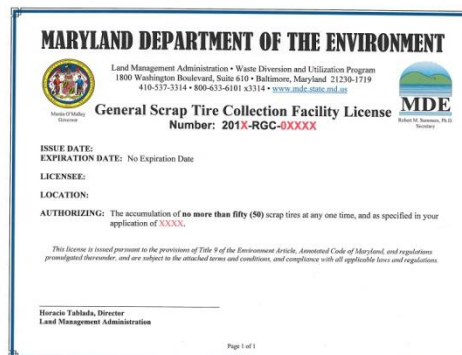 MARYLAND DEPARTMENT OF THE ENVIRONMENT
Land Management Administration • Waste Diversion and Utilization Program
1800 Washington Boulevard, Suite 610 • Baltimore, Maryland 21230-1719
410-537-3314 • 800-633-6101 x3314 • www.mde.state.md.us
Martin O'Malley
Governor
General Scrap Tire Collection Facility License
Number: 201X-RGC-0XXXX
MDE
Robert M. Summers, Ph.D.
Secretary
ISSUE DATE:
EXPIRATION DATE: No Expiration Date
LICENSEE:
LOCATION:
AUTHORIZING: The accumulation of no more than fifty (50) scrap tires at any one time, and as specified in your
application of XXXX.
This license is issued pursuant to the provisions of Title 9 of the Environment Article, Annotated Code of Maryland, and regulations
promulgated thereunder, and are subject to the attached terms and conditions, and compliance with all applicable laws and regulations.
Horacio Tablada, Director
Land Management Administration
Page 1 of 1